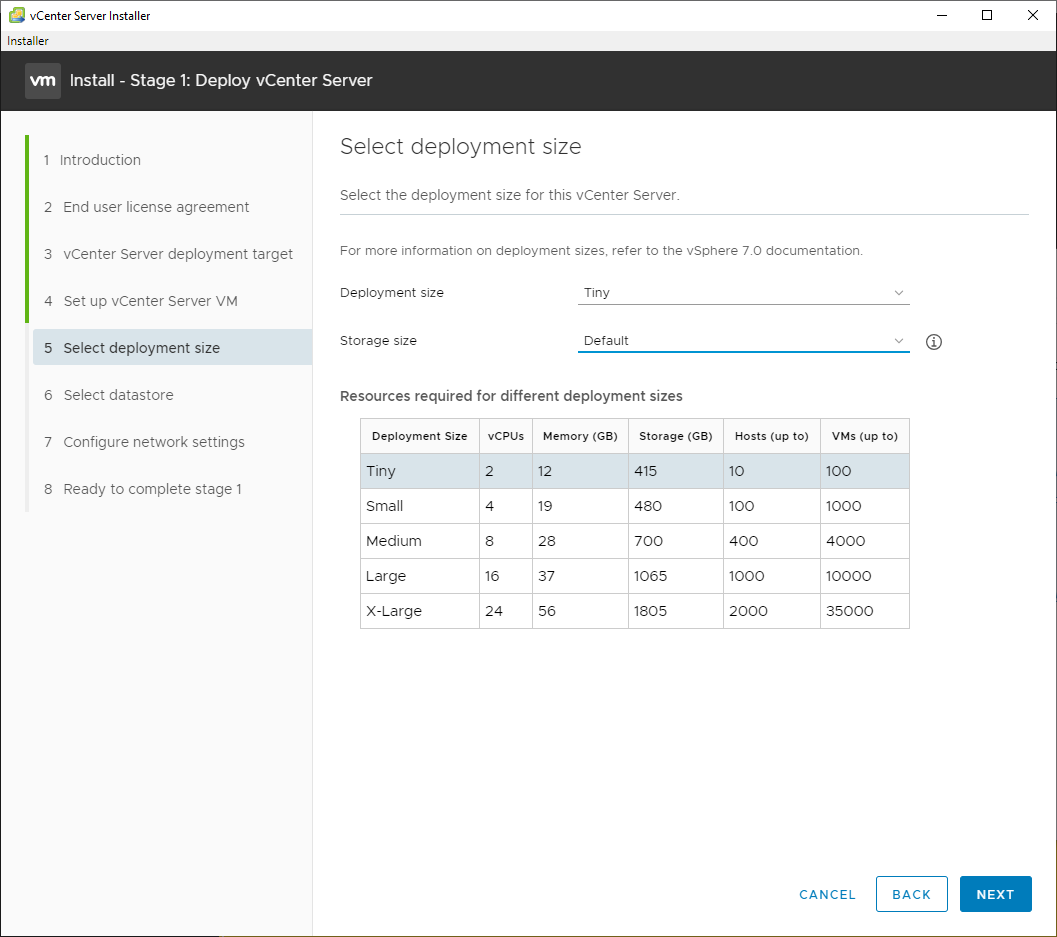 vCenter Server Installer
Installer
vm Install - Stage 1: Deploy vCenter Server
1 Introduction
2 End user license agreement
3 vCenter Server deployment target
4 Set up vCenter Server VM
5 Select deployment size
6 Select datastore
7 Configure network settings
8 Ready to complete stage 1
Select deployment size
Select the deployment size for this vCenter Server.
For more information on deployment sizes, refer to the vSphere 7.0 documentation.
Deployment size Tiny
Storage size Default
Resources required for different deployment sizes
Deployment Size vCPUs Memory (GB) Storage (GB) Hosts (up to) VMs (up to)
Tiny 2 12 415 10 100
Small 4 19 480 100 1000
Medium 8 28 700 400 4000
Large 16 37 1065 1000 10000
X-Large 24 56 1805 2000 35000
CANCEL BACK NEXT